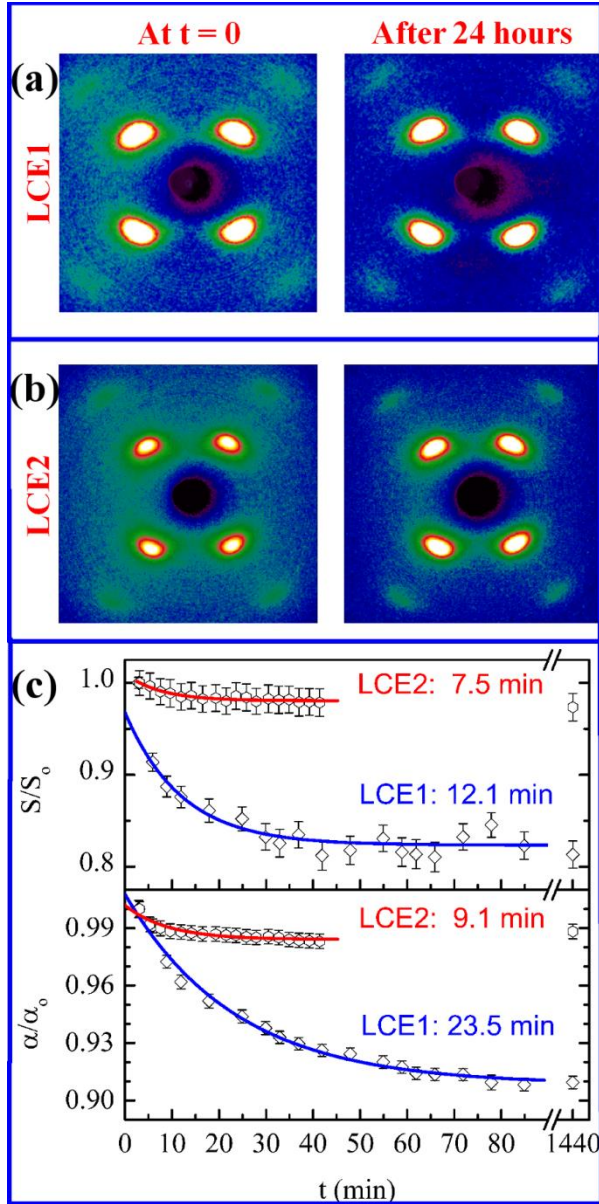 At t = 0 After 24 hours
(a)
LCE1
(b)
LCE2
(c)
1.0
0.9
0.8
S/S₀
LCE2: 7.5 min
LCE1: 12.1 min
0.99
0.96
0.93
0.90
α/α₀
LCE2: 9.1 min
LCE1: 23.5 min
0 10 20 30 40 50 60 70 80 1440
t (min)